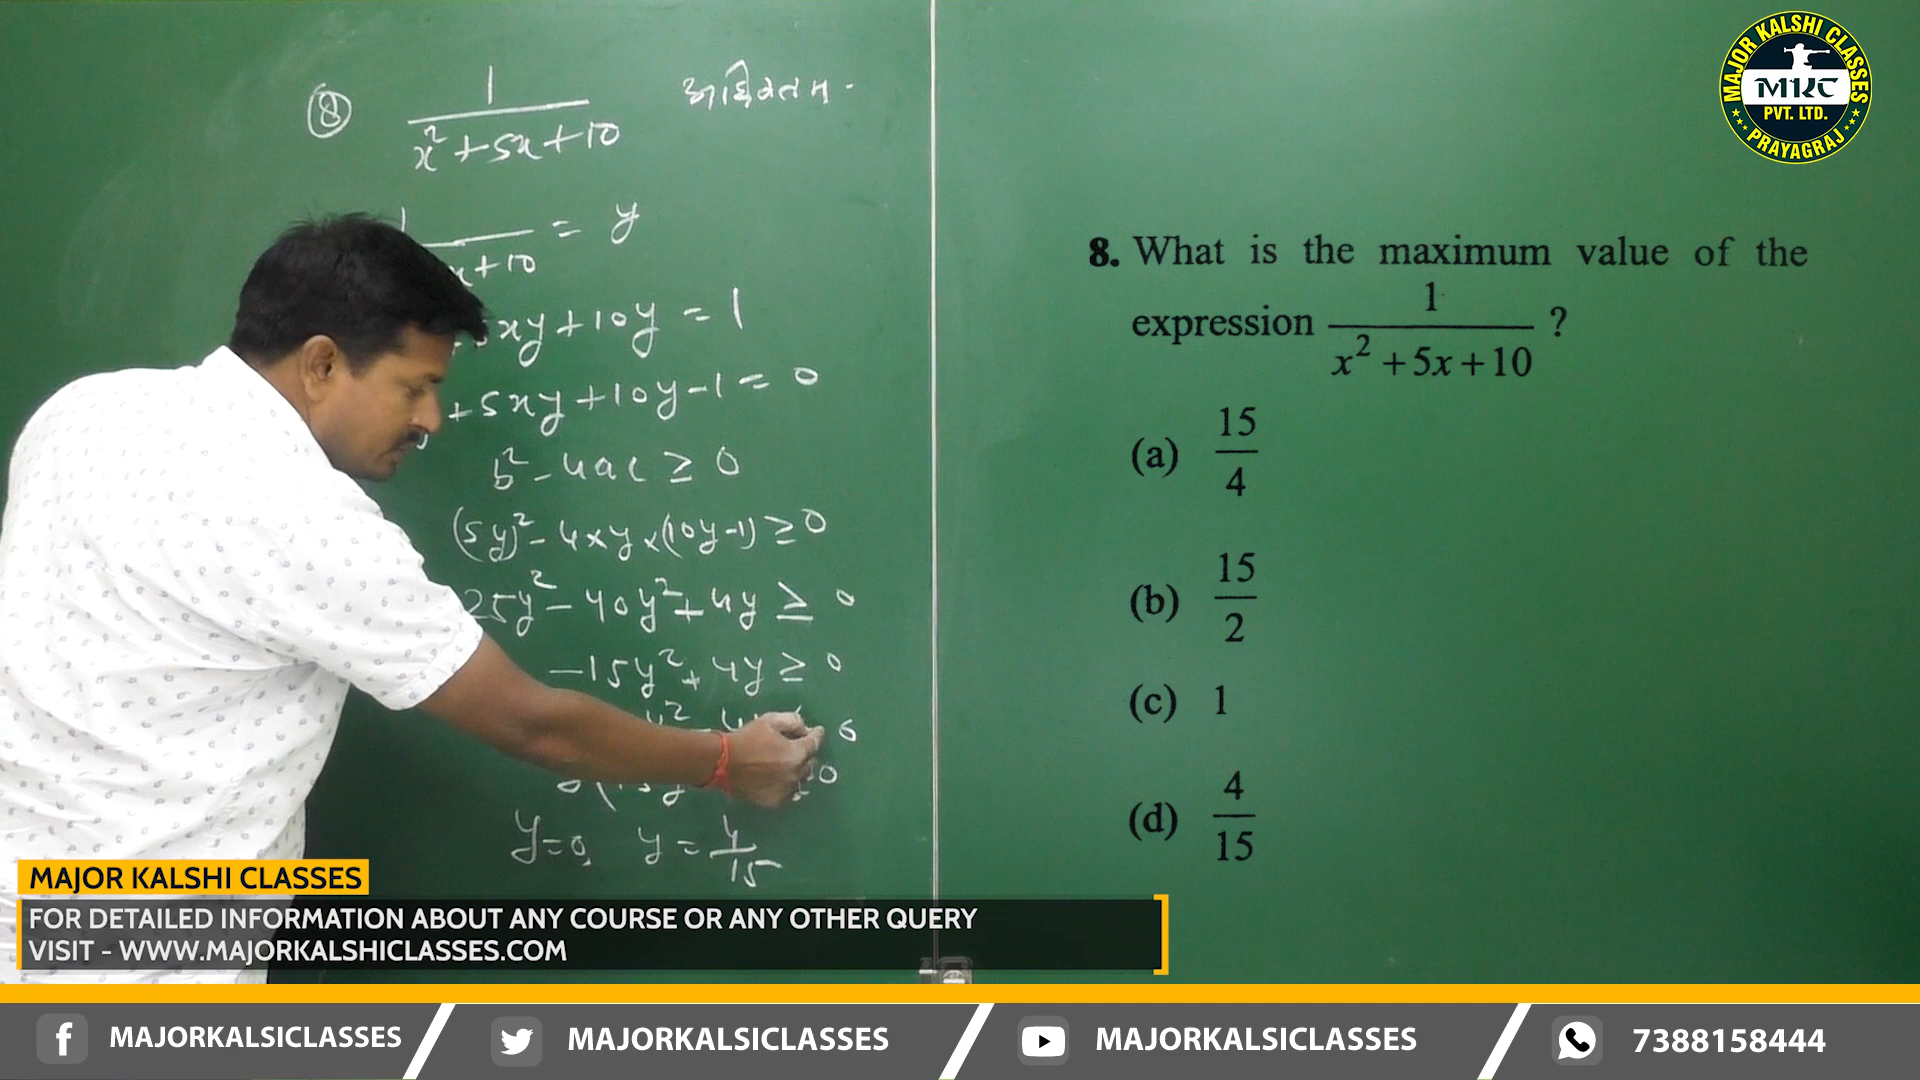 ⑧ 1/(x²+5x+10) अधिकतम.
1/x+10 = y
5xy+10y = 1
+5xy+10y-1 = 0
b²-4ac ≥ 0
(5y)²-4×y×(10y-1) ≥ 0
25y²-40y²+4y ≥ 0
-15y²+4y ≥ 0
y=0, y = 4/15
8. What is the maximum value of the
expression 1/(x²+5x+10) ?
(a) 15/4
(b) 15/2
(c) 1
(d) 4/15
MAJOR KALSHI CLASSES
MKC
PVT. LTD.
PRAYAGRAJ
MAJOR KALSHI CLASSES
FOR DETAILED INFORMATION ABOUT ANY COURSE OR ANY OTHER QUERY
VISIT - WWW.MAJORKALSHICLASSES.COM
MAJORKALSICLASSES MAJORKALSICLASSES MAJORKALSICLASSES 7388158444